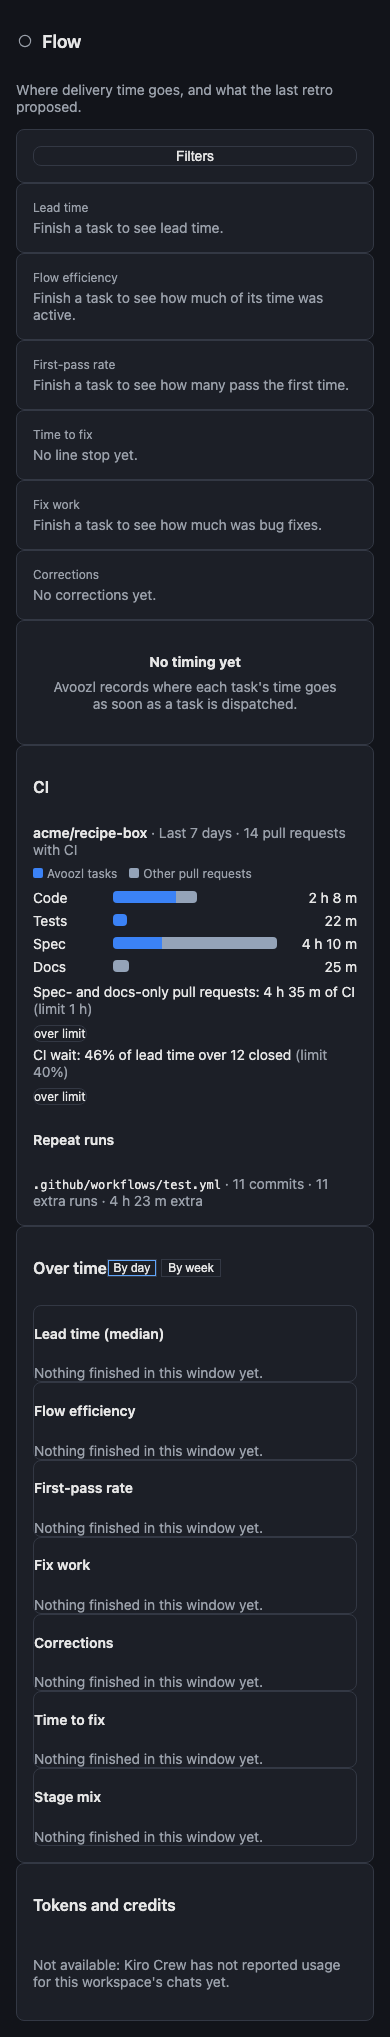 Flow
Where delivery time goes, and what the last retro
proposed.
Filters
Lead time
Finish a task to see lead time.
Flow efficiency
Finish a task to see how much of its time was
active.
First-pass rate
Finish a task to see how many pass the first time.
Time to fix
No line stop yet.
Fix work
Finish a task to see how much was bug fixes.
Corrections
No corrections yet.
No timing yet
Avoozl records where each task's time goes
as soon as a task is dispatched.
CI
acme/recipe-box · Last 7 days · 14 pull requests
with CI
Avoozl tasks Other pull requests
Code 2 h 8 m
Tests 22 m
Spec 4 h 10 m
Docs 25 m
Spec- and docs-only pull requests: 4 h 35 m of CI
(limit 1 h)
over limit
CI wait: 46% of lead time over 12 closed (limit
40%)
over limit
Repeat runs
.github/workflows/test.yml · 11 commits · 11
extra runs · 4 h 23 m extra
Over time By day By week
Lead time (median)
Nothing finished in this window yet.
Flow efficiency
Nothing finished in this window yet.
First-pass rate
Nothing finished in this window yet.
Fix work
Nothing finished in this window yet.
Corrections
Nothing finished in this window yet.
Time to fix
Nothing finished in this window yet.
Stage mix
Nothing finished in this window yet.
Tokens and credits
Not available: Kiro Crew has not reported usage
for this workspace's chats yet.